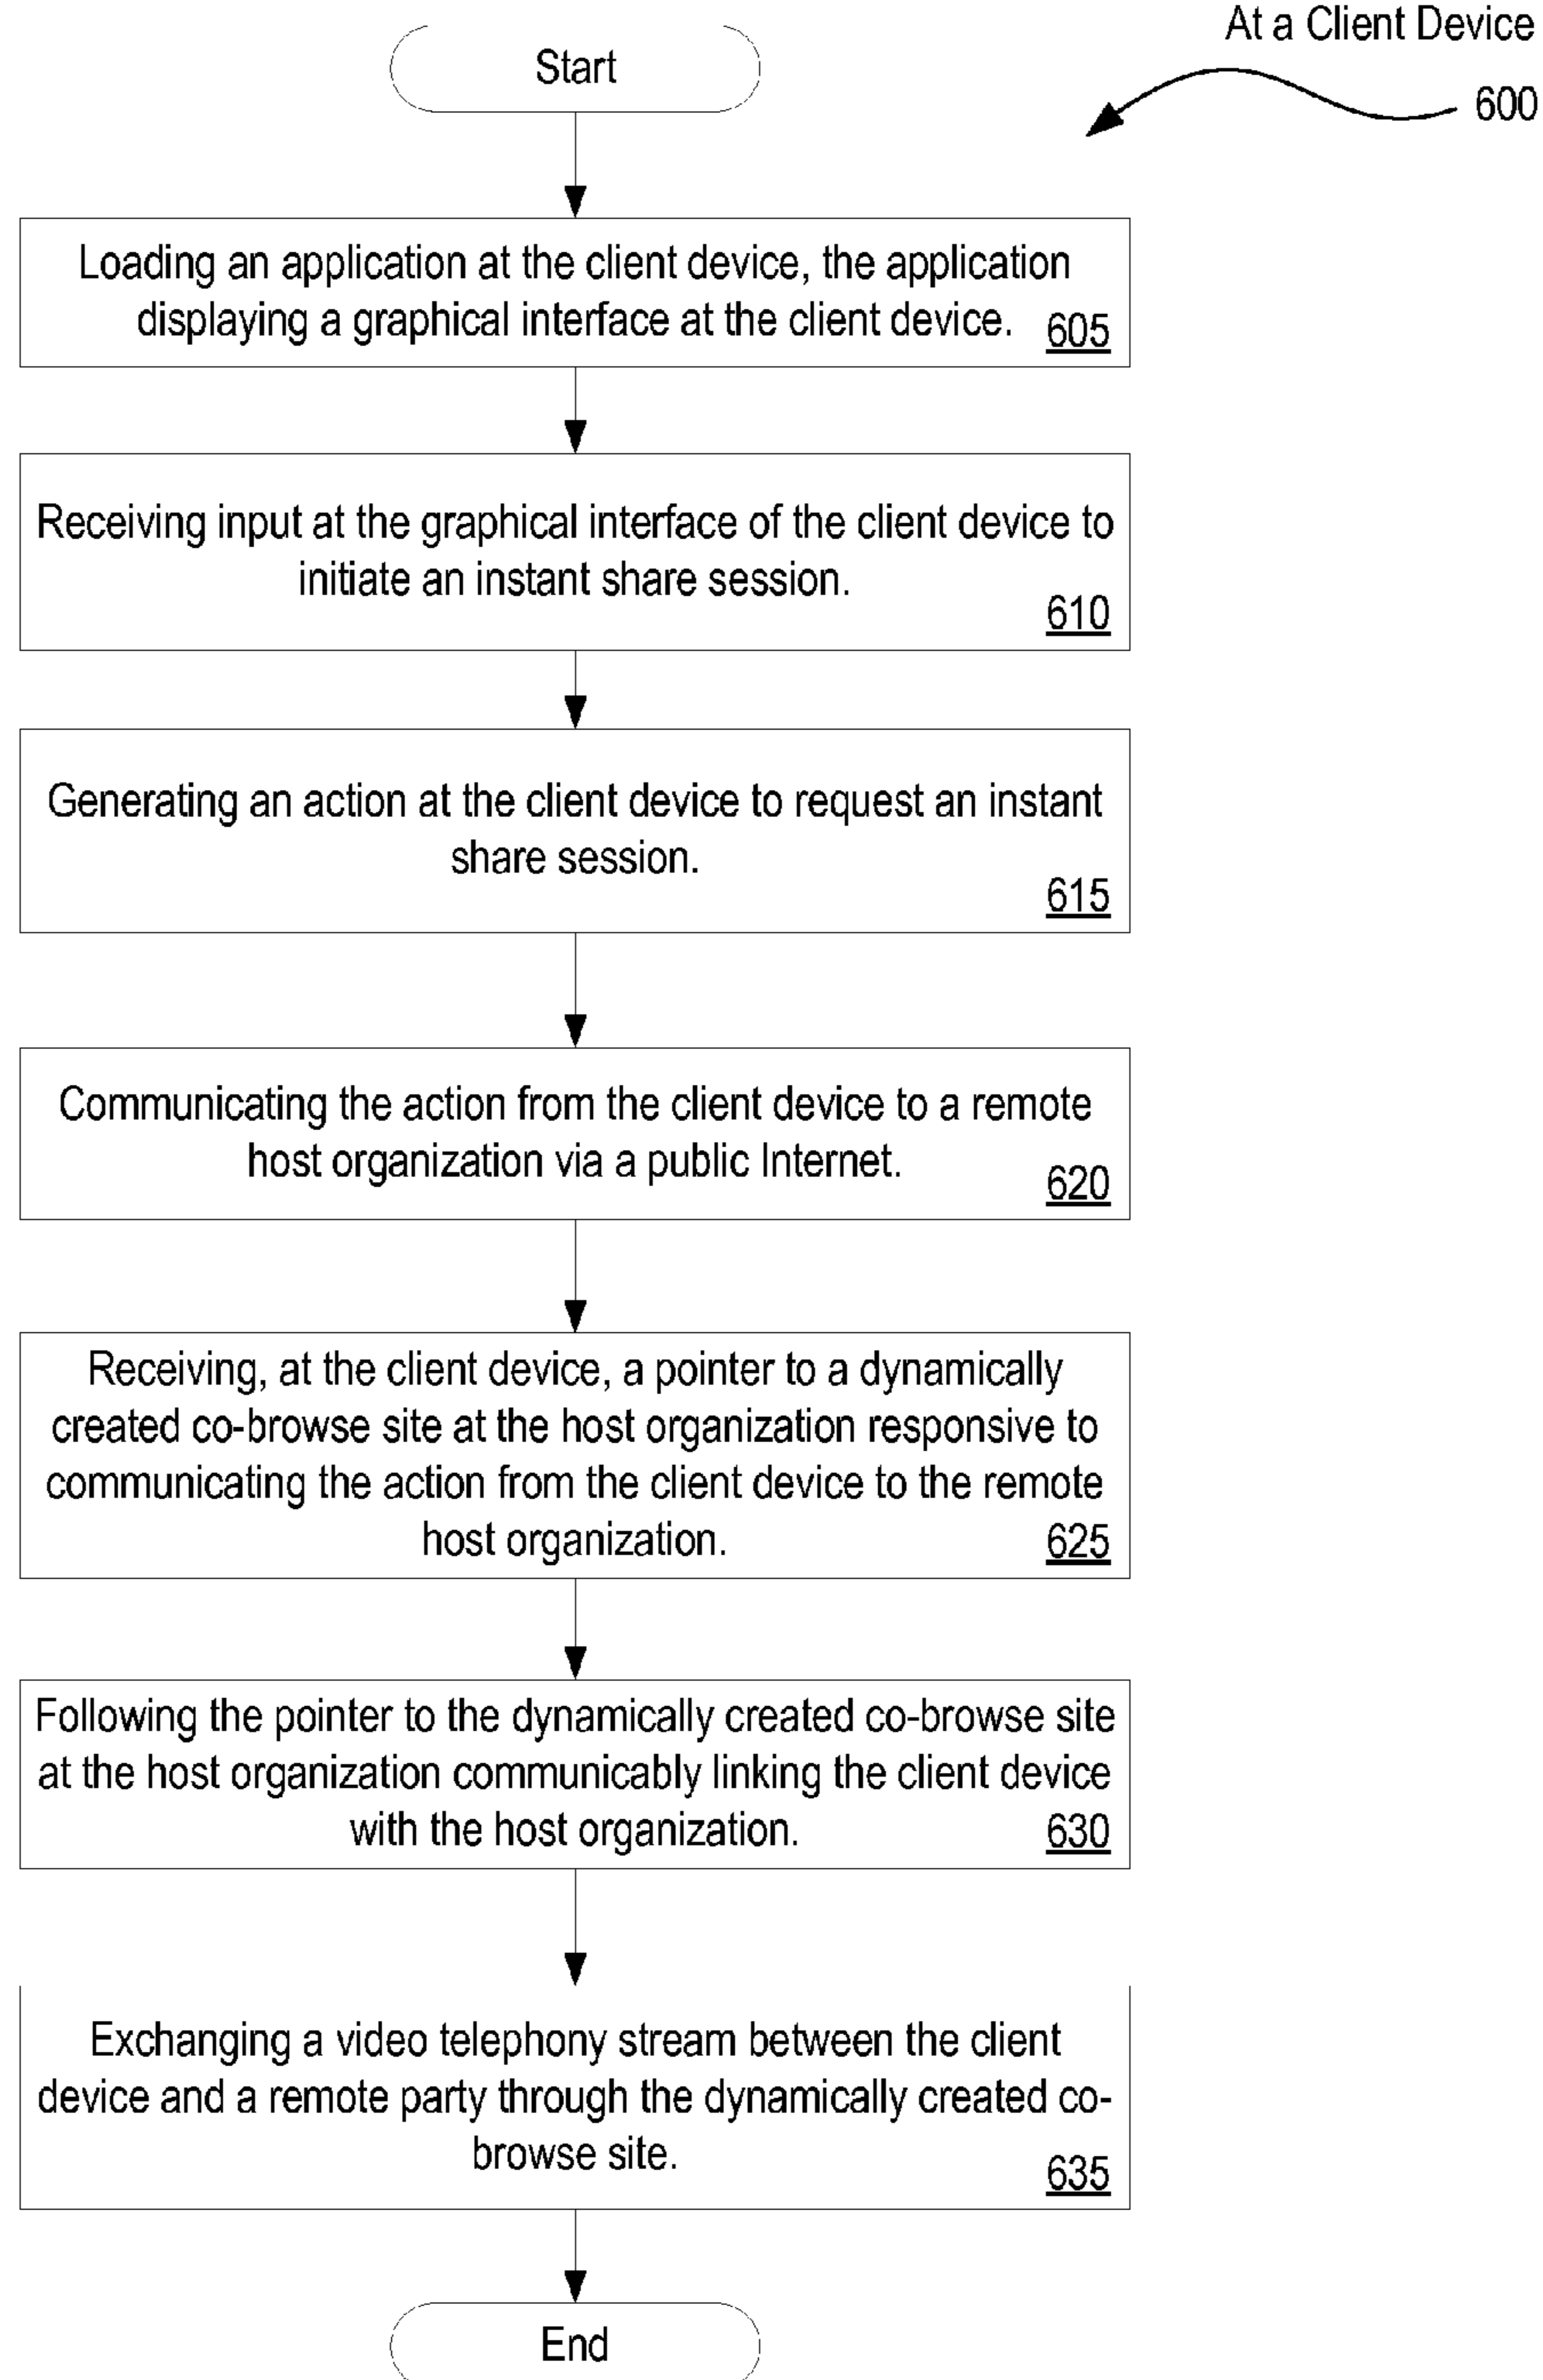 At a Client Device
600
Start
Loading an application at the client device, the application
displaying a graphical interface at the client device.
605
Receiving input at the graphical interface of the client device to
initiate an instant share session.
610
Generating an action at the client device to request an instant
share session.
615
Communicating the action from the client device to a remote
host organization via a public Internet.
620
Receiving, at the client device, a pointer to a dynamically
created co-browse site at the host organization responsive to
communicating the action from the client device to the remote
host organization.
625
Following the pointer to the dynamically created co-browse site
at the host organization communicably linking the client device
with the host organization.
630
Exchanging a video telephony stream between the client
device and a remote party through the dynamically created co-
browse site.
635
End